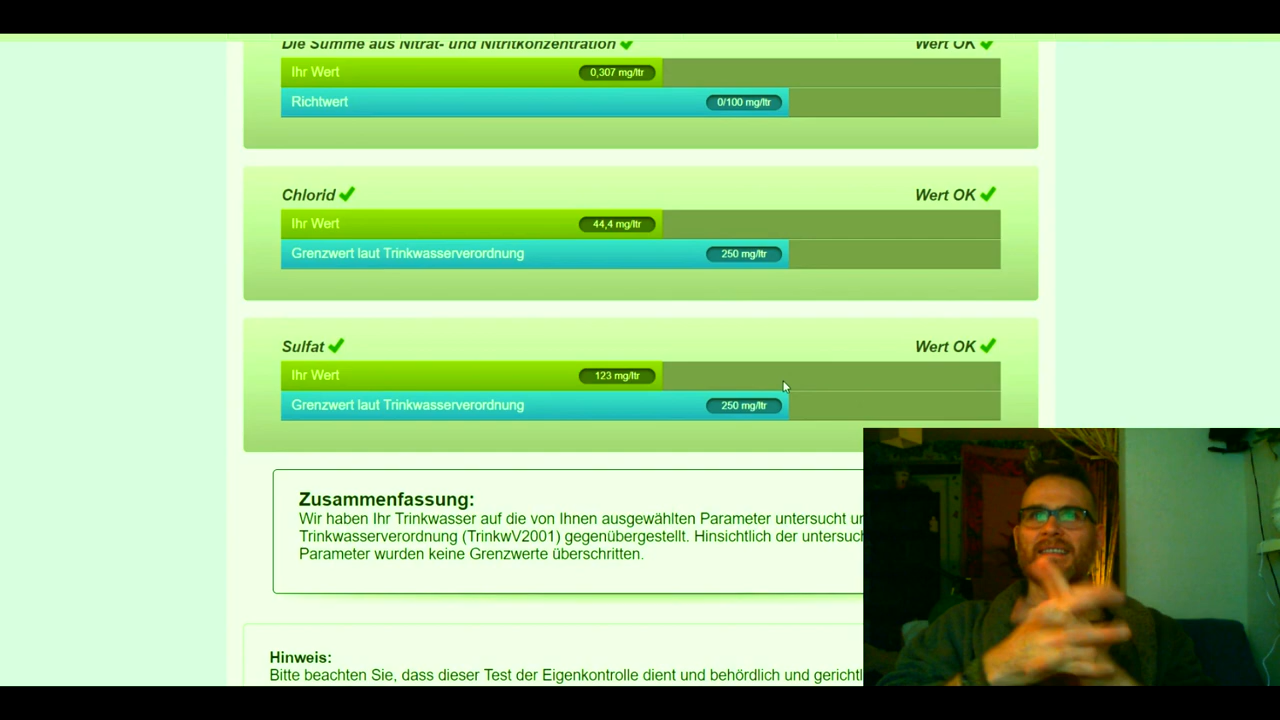 Die Summe aus Nitrat- und Nitritkonzentration Wert OK
Ihr Wert 0,307 mg/ltr
Richtwert 0/100 mg/ltr
Chlorid Wert OK
Ihr Wert 44,4 mg/ltr
Grenzwert laut Trinkwasserverordnung 250 mg/ltr
Sulfat Wert OK
Ihr Wert 123 mg/ltr
Grenzwert laut Trinkwasserverordnung 250 mg/ltr
Zusammenfassung:
Wir haben Ihr Trinkwasser auf die von Ihnen ausgewählten Parameter untersucht
Trinkwasserverordnung (TrinkwV2001) gegenübergestellt. Hinsichtlich der
Parameter wurden keine Grenzwerte überschritten.
Hinweis:
Bitte beachten Sie, dass dieser Test der Eigenkontrolle dient und behördlich und